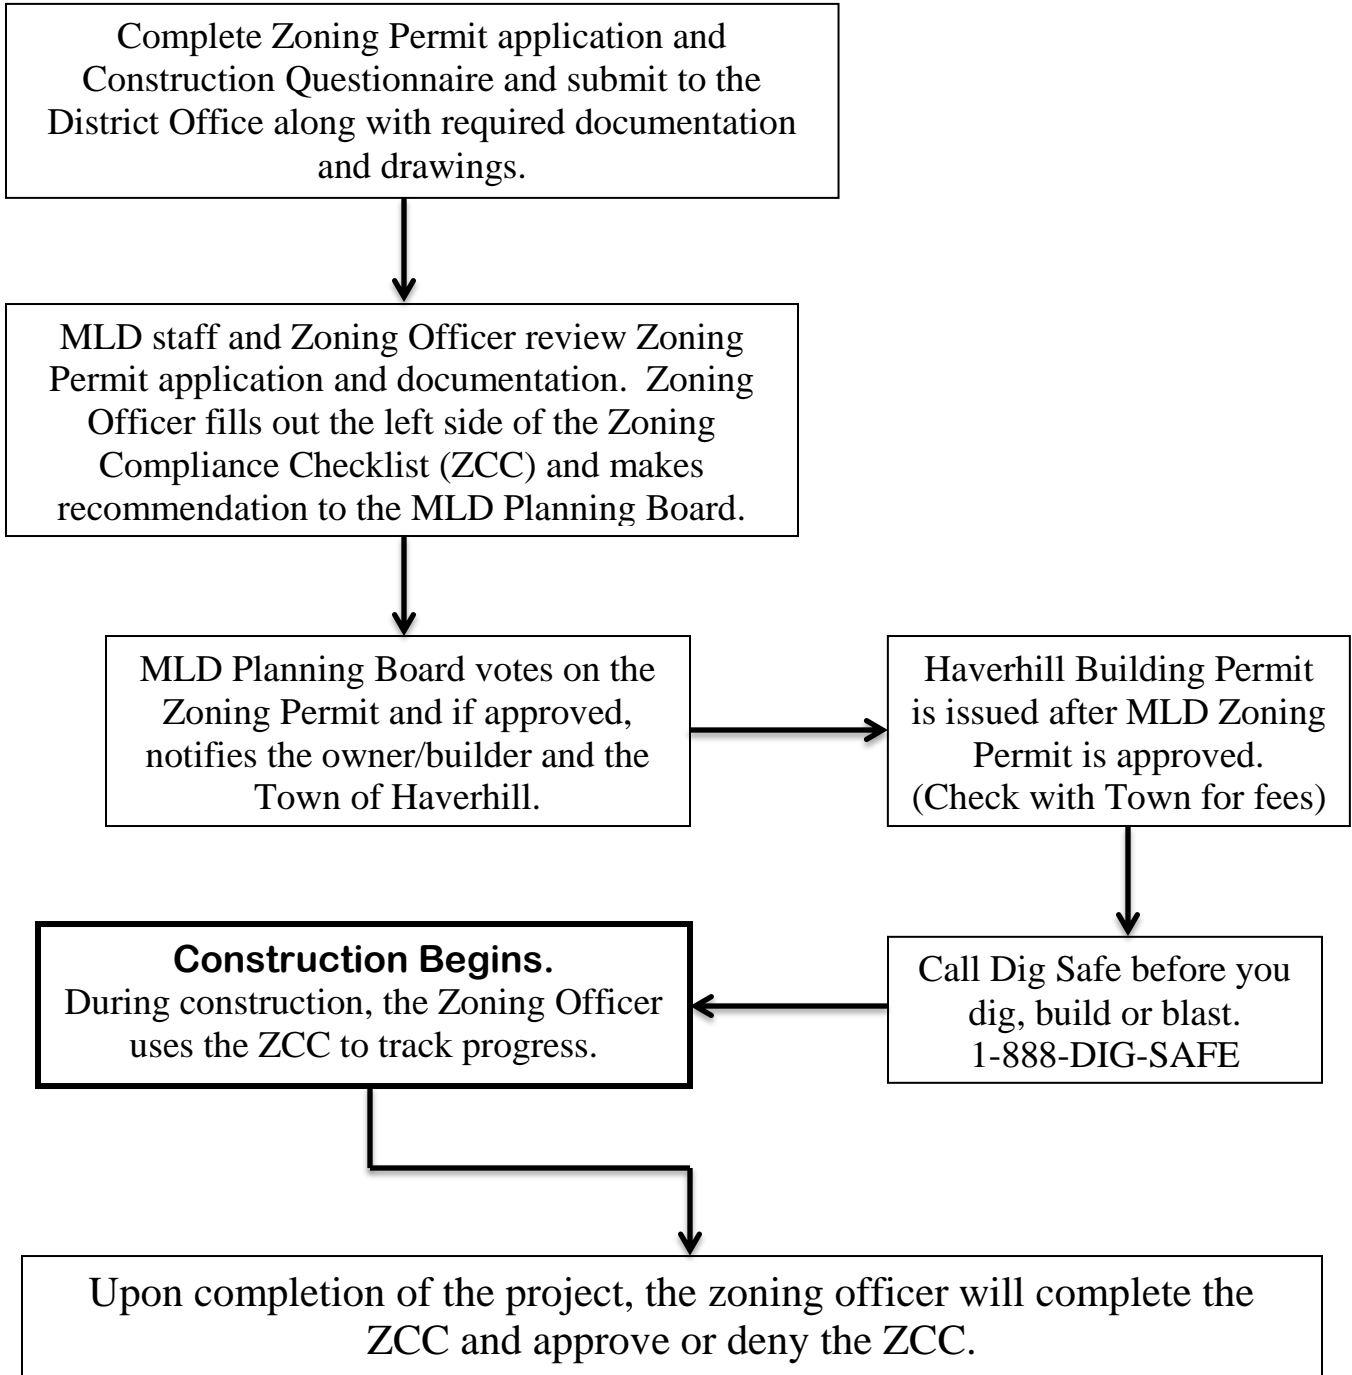 Complete Zoning Permit application and
Construction Questionnaire and submit to the
District Office along with required documentation
and drawings.
MLD staff and Zoning Officer review Zoning
Permit application and documentation.  Zoning
Officer fills out the left side of the Zoning
Compliance Checklist (ZCC) and makes
recommendation to the MLD Planning Board.
MLD Planning Board votes on the
Zoning Permit and if approved,
notifies the owner/builder and the
Town of Haverhill.
Haverhill Building Permit
is issued after MLD Zoning
Permit is approved.
(Check with Town for fees)
Call Dig Safe before you
dig, build or blast.
1-888-DIG-SAFE
Construction Begins.
During construction, the Zoning Officer
uses the ZCC to track progress.
Upon completion of the project, the zoning officer will complete the
ZCC and approve or deny the ZCC.